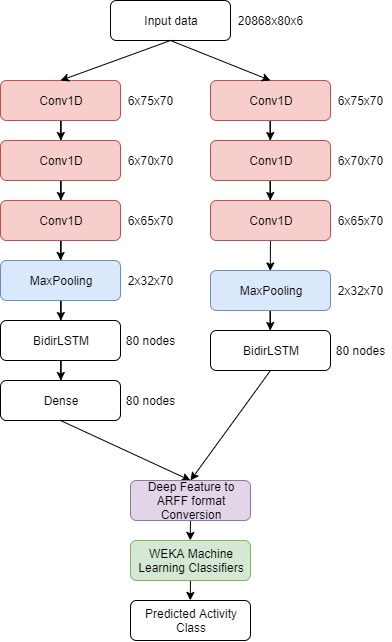 Input data 20868x80x6
Conv1D 6x75x70 Conv1D 6x75x70
Conv1D 6x70x70 Conv1D 6x70x70
Conv1D 6x65x70 Conv1D 6x65x70
MaxPooling 2x32x70 MaxPooling 2x32x70
BidirLSTM 80 nodes BidirLSTM 80 nodes
Dense 80 nodes
Deep Feature to
ARFF format
Conversion
WEKA Machine
Learning Classifiers
Predicted Activity
Class